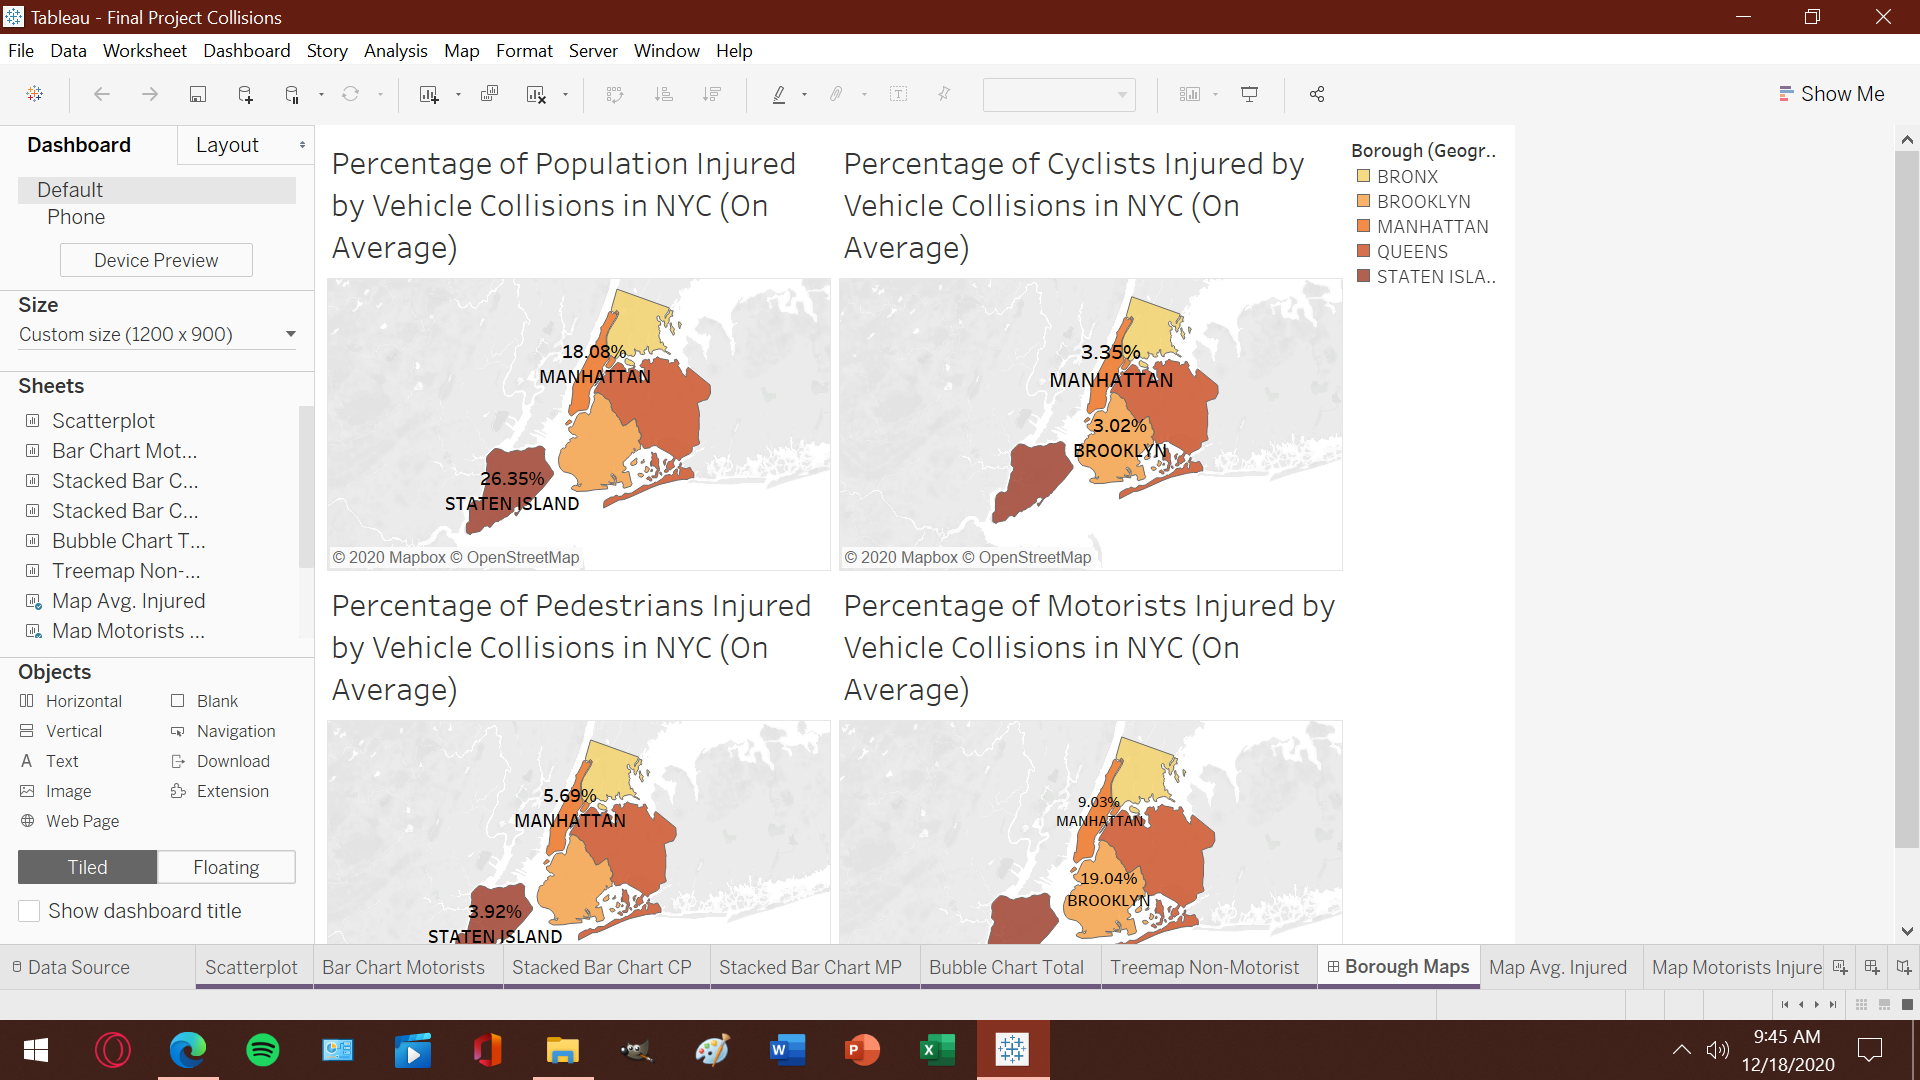 Tableau - Final Project Collisions
File Data Worksheet Dashboard Story Analysis Map Format Server Window Help
Show Me
Dashboard
Layout
Default
Phone
Device Preview
Size
Custom size (1200 x 900)
Sheets
Scatterplot
Bar Chart Mot...
Stacked Bar C...
Stacked Bar C...
Bubble Chart T...
Treemap Non-...
Map Avg. Injured
Map Motorists ...
Objects
Horizontal Blank
Vertical Navigation
Text Download
Image Extension
Web Page
Tiled Floating
Show dashboard title
Percentage of Population Injured
by Vehicle Collisions in NYC (On
Average)
18.08%
MANHATTAN
26.35%
STATEN ISLAND
© 2020 Mapbox © OpenStreetMap
Percentage of Cyclists Injured by
Vehicle Collisions in NYC (On
Average)
3.35%
MANHATTAN
3.02%
BROOKLYN
© 2020 Mapbox © OpenStreetMap
Borough (Geogr..
BRONX
BROOKLYN
MANHATTAN
QUEENS
STATEN ISLA..
Percentage of Pedestrians Injured
by Vehicle Collisions in NYC (On
Average)
5.69%
MANHATTAN
3.92%
STATEN ISLAND
Percentage of Motorists Injured by
Vehicle Collisions in NYC (On
Average)
9.03%
MANHATTAN
19.04%
BROOKLYN
Data Source Scatterplot Bar Chart Motorists Stacked Bar Chart CP Stacked Bar Chart MP Bubble Chart Total Treemap Non-Motorist Borough Maps Map Avg. Injured Map Motorists Injure
9:45 AM
12/18/2020